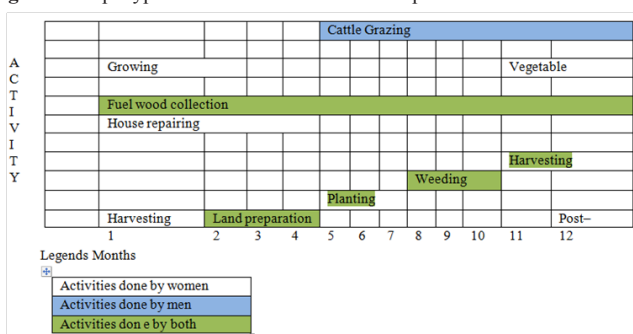 Cattle Grazing
Growing Vegetable
Fuel wood collection
House repairing
Harvesting
Weeding
Planting
Harvesting Land preparation Post–
1 2 3 4 5 6 7 8 9 10 11 12
ACTIVITY
Legends Months
Activities done by women
Activities done by men
Activities don e by both